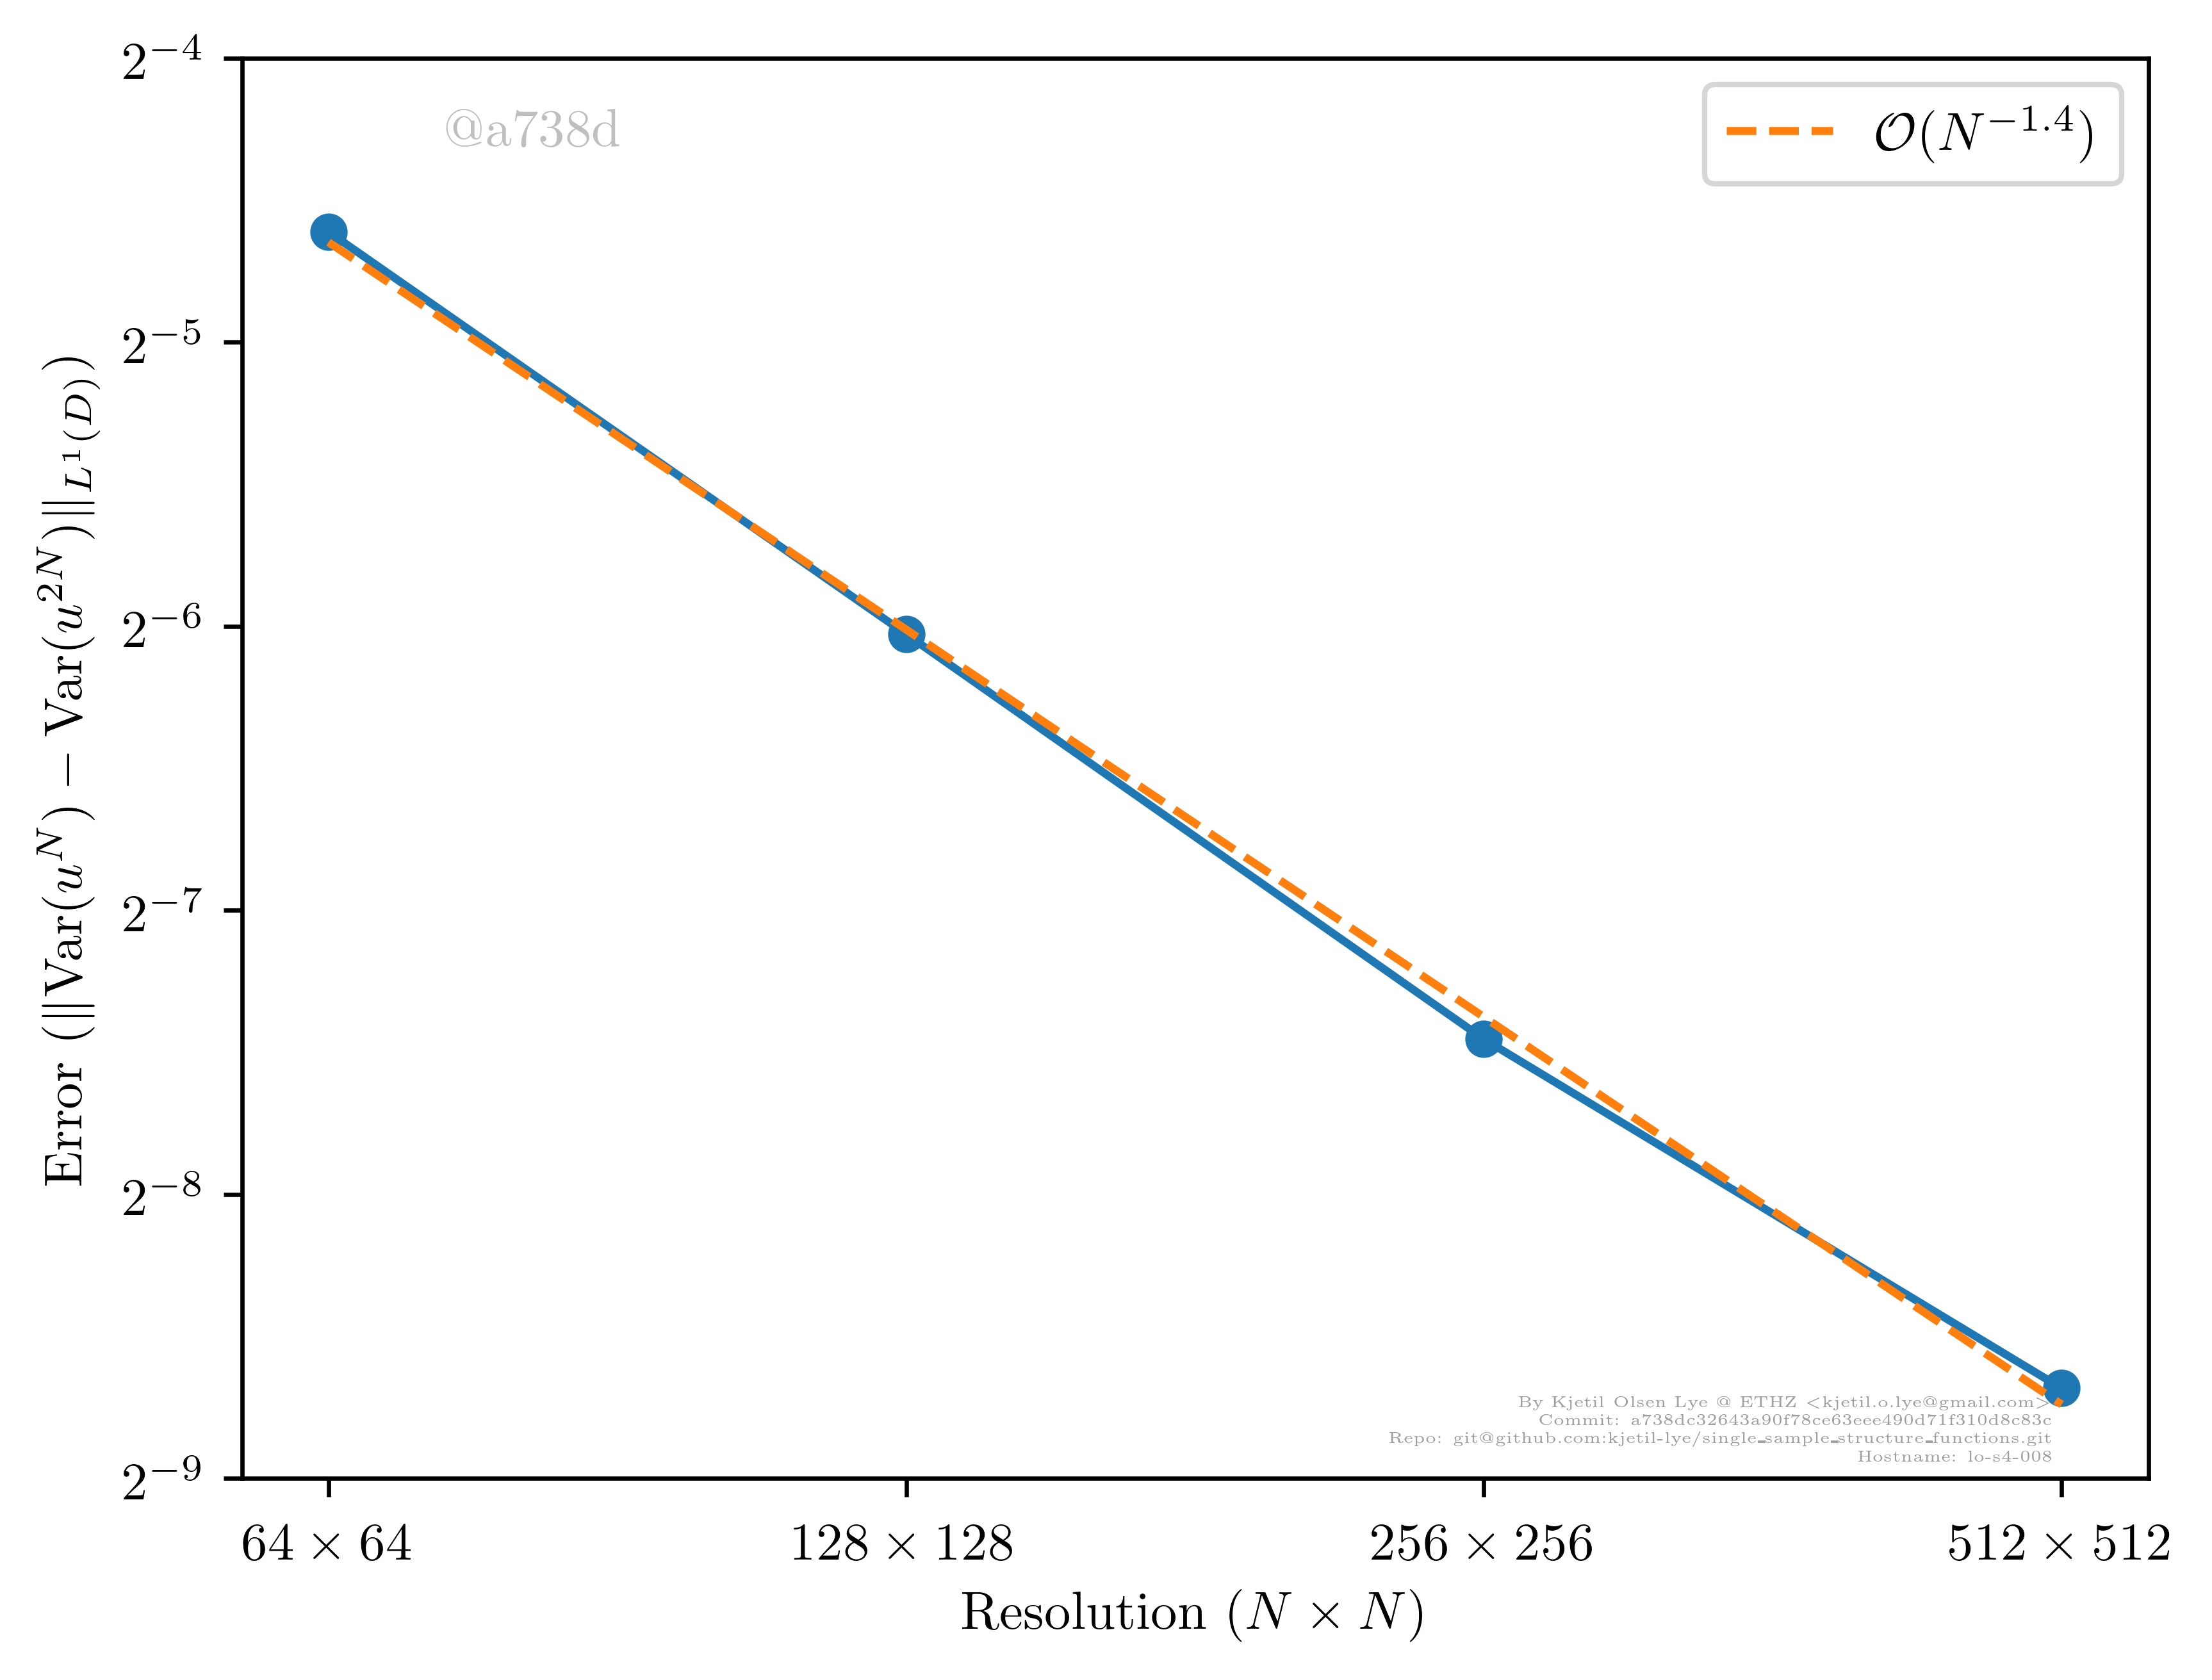 2⁻⁴
@a738d
𝒪(N⁻¹·⁴)
2⁻⁵
2⁻⁶
2⁻⁷
2⁻⁸
2⁻⁹
Error (‖Var(u^N) − Var(u^{2N})‖_{L¹(D)})
By Kjetil Olsen Lye @ ETHZ <kjetil.o.lye@gmail.com>
Commit: a738dc32643a90f78ce63eee490d71f310d8c83c
Repo: git@github.com:kjetil-lye/single_sample_structure_functions.git
Hostname: lo-s4-008
64 × 64 128 × 128 256 × 256 512 × 512
Resolution (N × N)